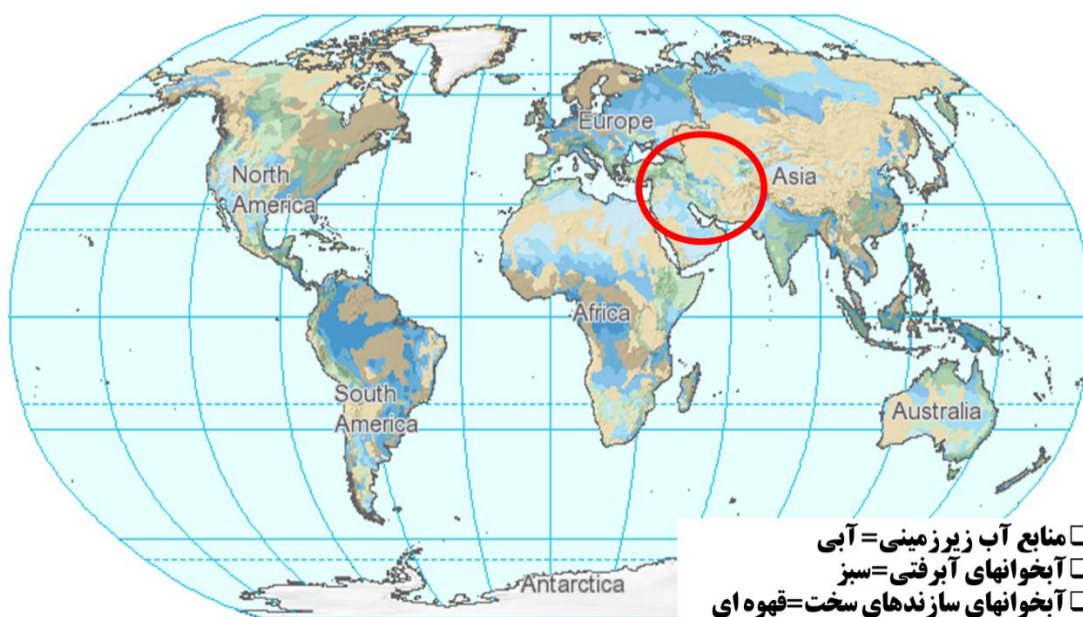 Europe
North
America
Asia
Africa
South
America
Australia
Antarctica
منابع آب زیرزمینی=آبی
آبخوانهای آبرفتی=سبز
آبخوانهای سازندهای سخت=قهوه ای